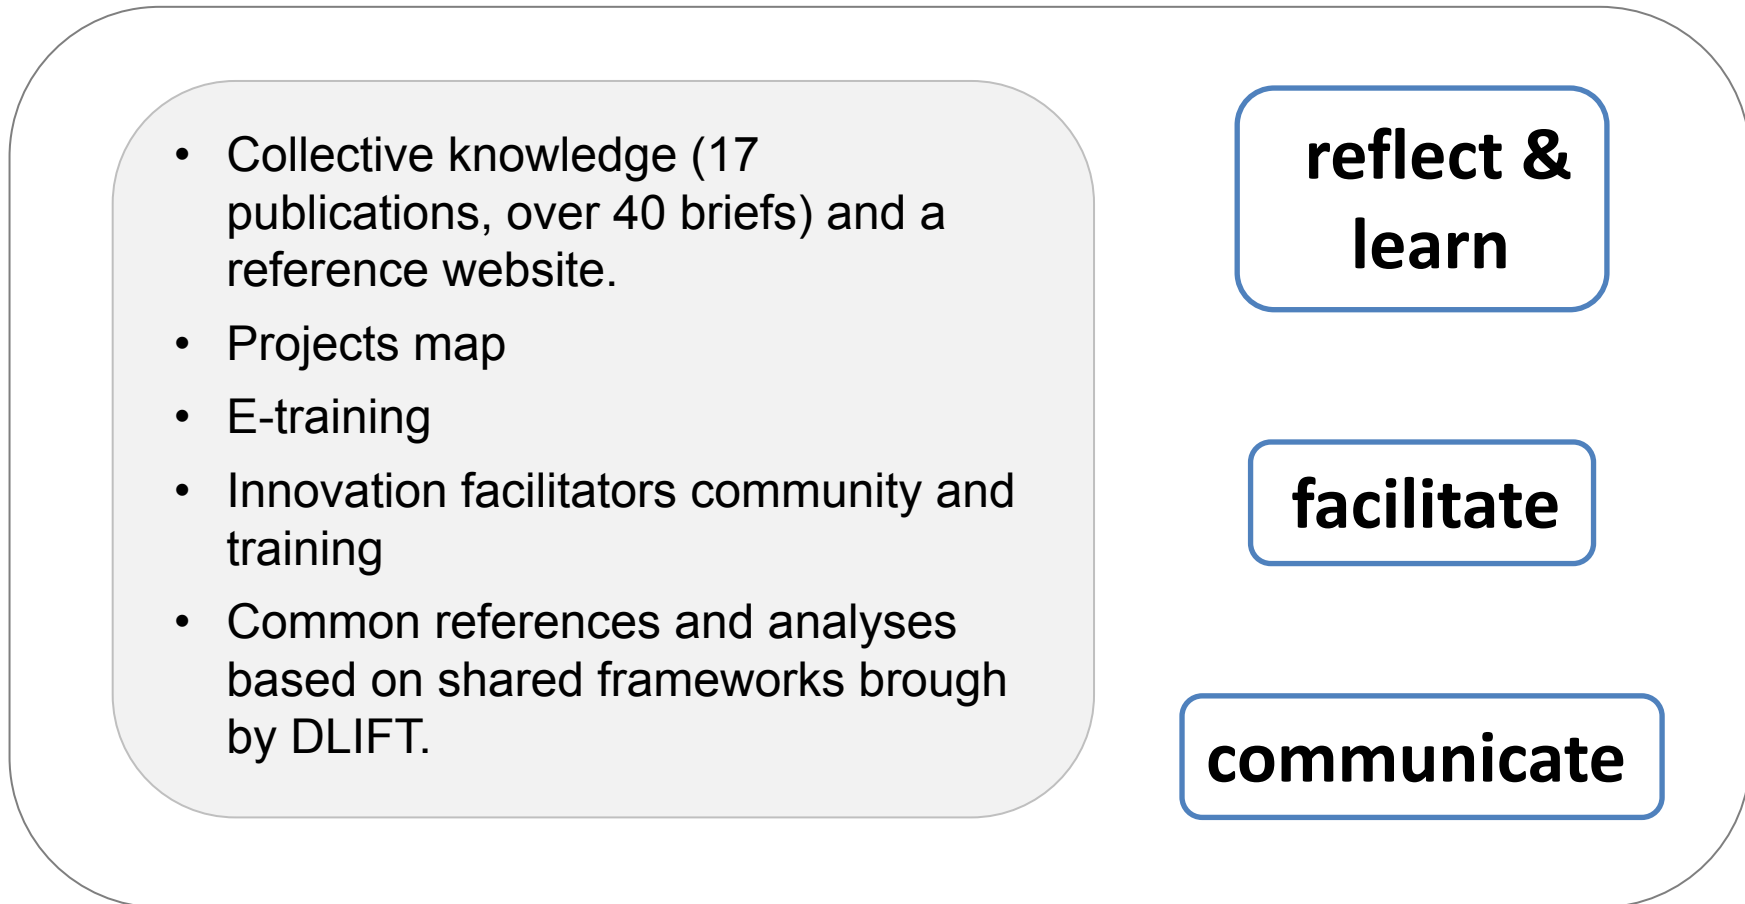 • Collective knowledge (17
publications, over 40 briefs) and a
reference website.
• Projects map
• E-training
• Innovation facilitators community and
training
• Common references and analyses
based on shared frameworks brough
by DLIFT.
reflect &
learn
facilitate
communicate